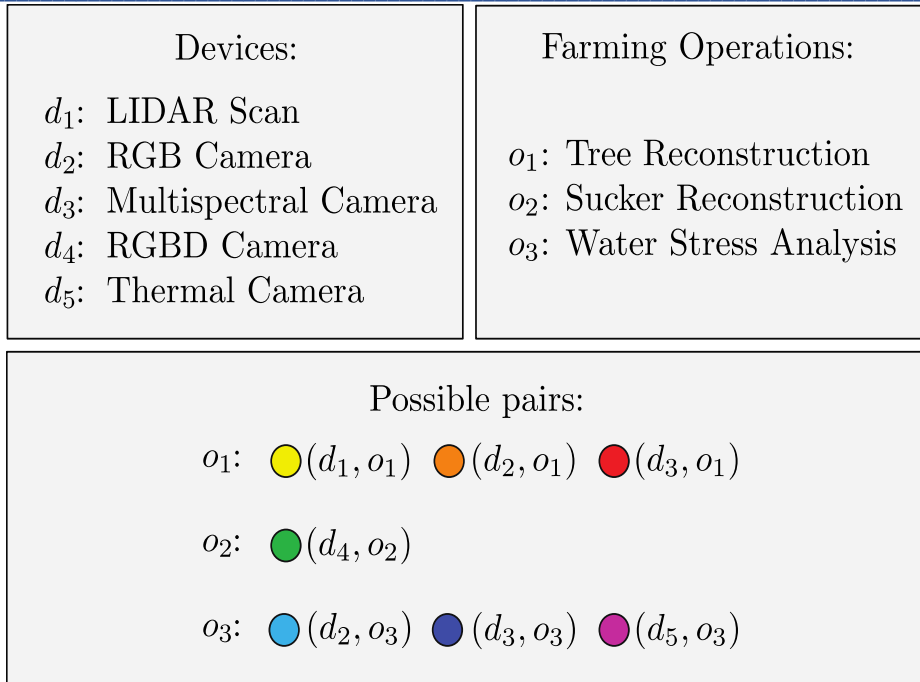 Devices:
d₁: LIDAR Scan
d₂: RGB Camera
d₃: Multispectral Camera
d₄: RGBD Camera
d₅: Thermal Camera
Farming Operations:
o₁: Tree Reconstruction
o₂: Sucker Reconstruction
o₃: Water Stress Analysis
Possible pairs:
o₁: (d₁, o₁) (d₂, o₁) (d₃, o₁)
o₂: (d₄, o₂)
o₃: (d₂, o₃) (d₃, o₃) (d₅, o₃)